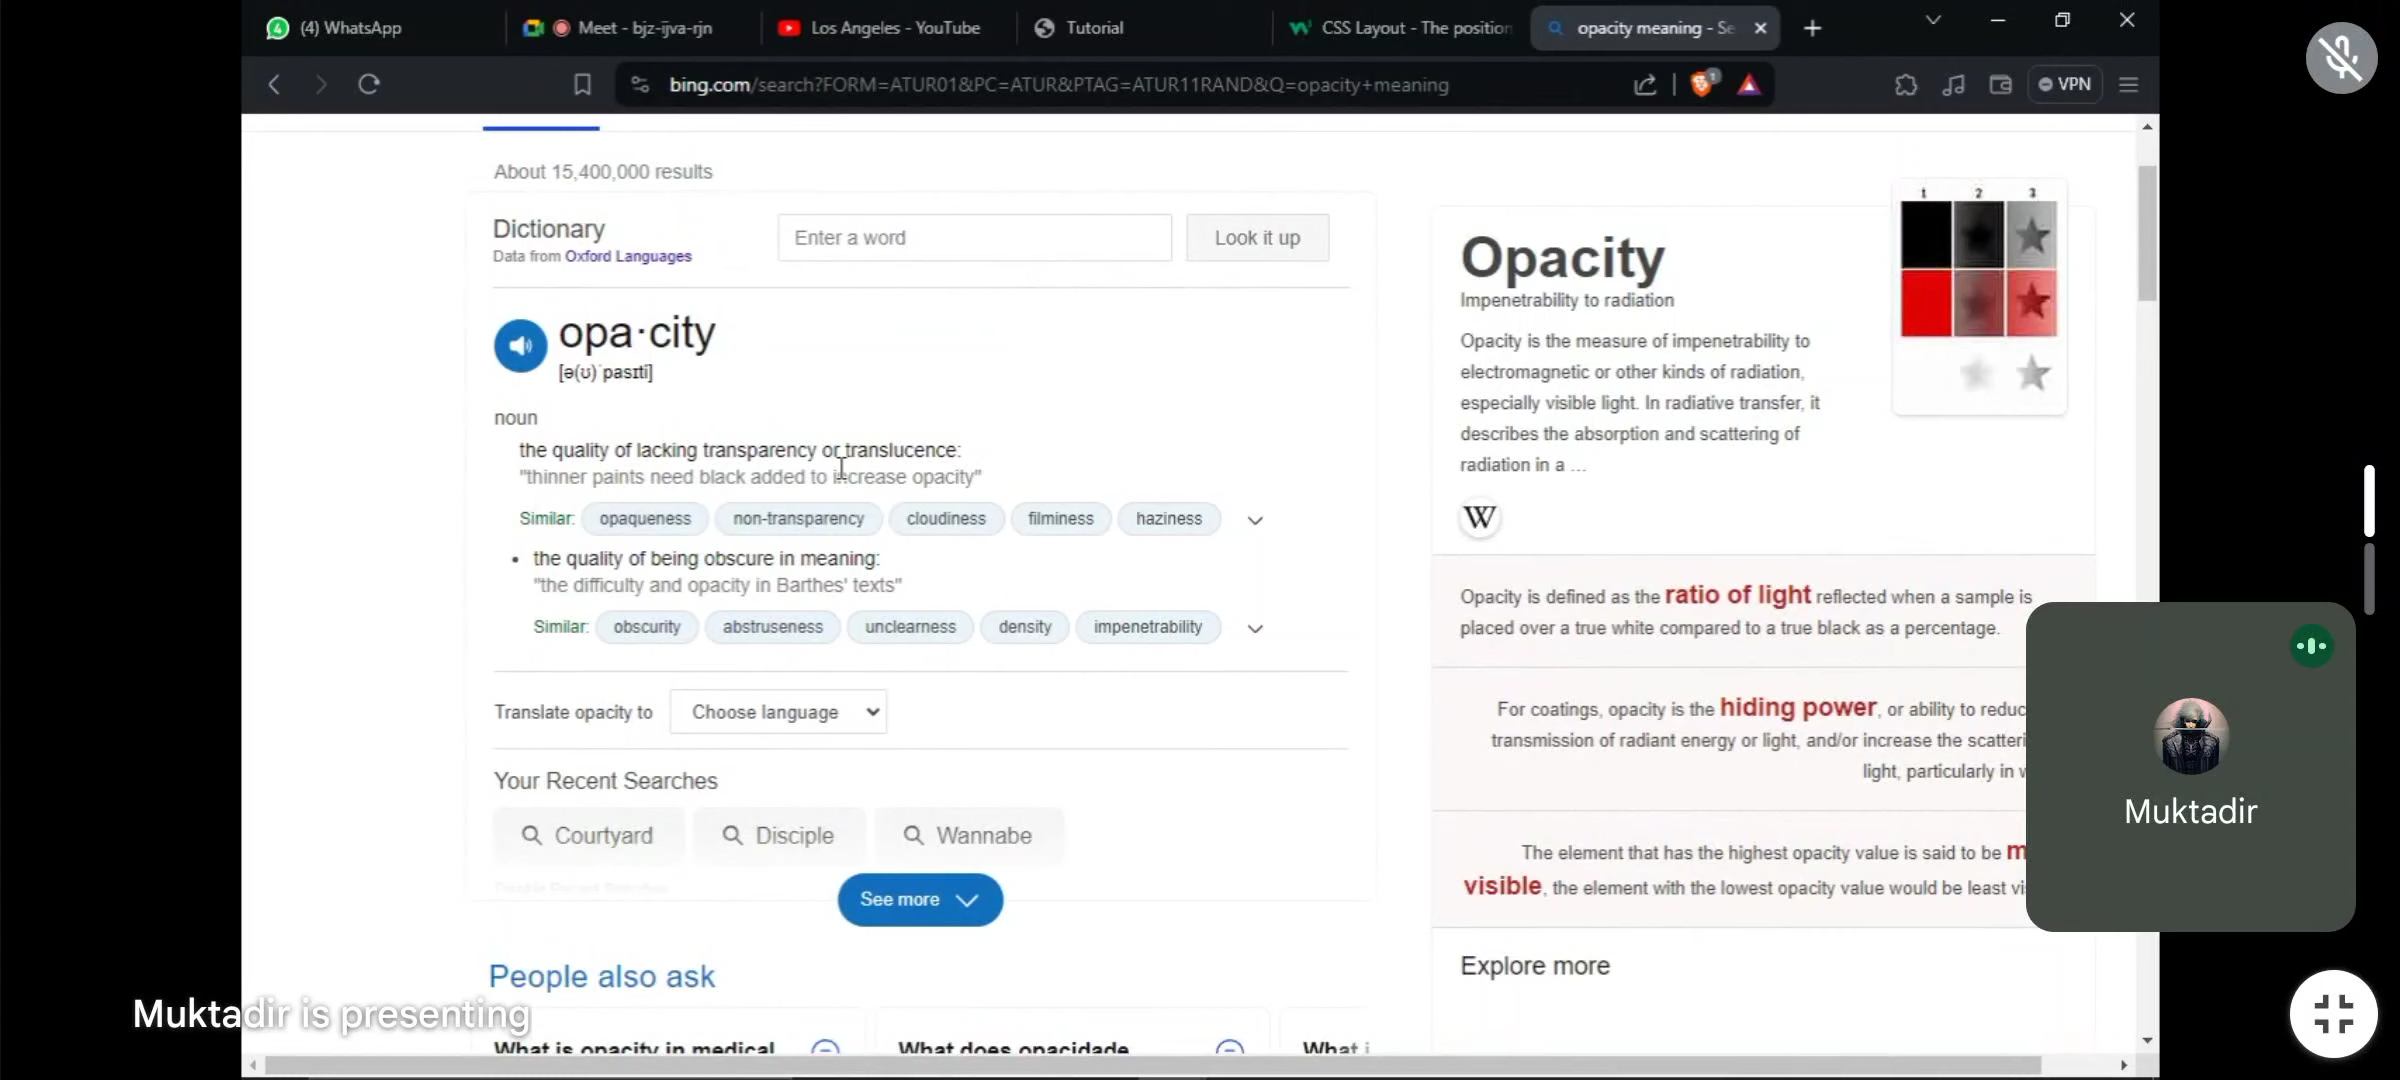 (4) WhatsApp
Meet - bjz-ijva-rjn
Los Angeles - YouTube
Tutorial
CSS Layout - The position
opacity meaning - Se
bing.com/search?FORM=ATUR01&PC=ATUR&PTAG=ATUR11RAND&Q=opacity+meaning
1
VPN
About 15,400,000 results
Dictionary
Data from Oxford Languages
Enter a word
Look it up
opa·city
[ə(ʊ)ˈpasɪti]
noun
the quality of lacking transparency or translucence:
"thinner paints need black added to increase opacity"
Similar: opaqueness non-transparency cloudiness filminess haziness
• the quality of being obscure in meaning:
"the difficulty and opacity in Barthes' texts"
Similar: obscurity abstruseness unclearness density impenetrability
Translate opacity to Choose language
Your Recent Searches
Courtyard Disciple Wannabe
See more
People also ask
What is opacity in medical
What does opacidade
What i
1 2 3
Opacity
Impenetrability to radiation
Opacity is the measure of impenetrability to
electromagnetic or other kinds of radiation,
especially visible light. In radiative transfer, it
describes the absorption and scattering of
radiation in a ...
W
Opacity is defined as the ratio of light reflected when a sample is
placed over a true white compared to a true black as a percentage.
For coatings, opacity is the hiding power, or ability to reduc
transmission of radiant energy or light, and/or increase the scatteri
light, particularly in
The element that has the highest opacity value is said to be m
visible, the element with the lowest opacity value would be least vi
Explore more
Muktadir
Muktadir is presenting